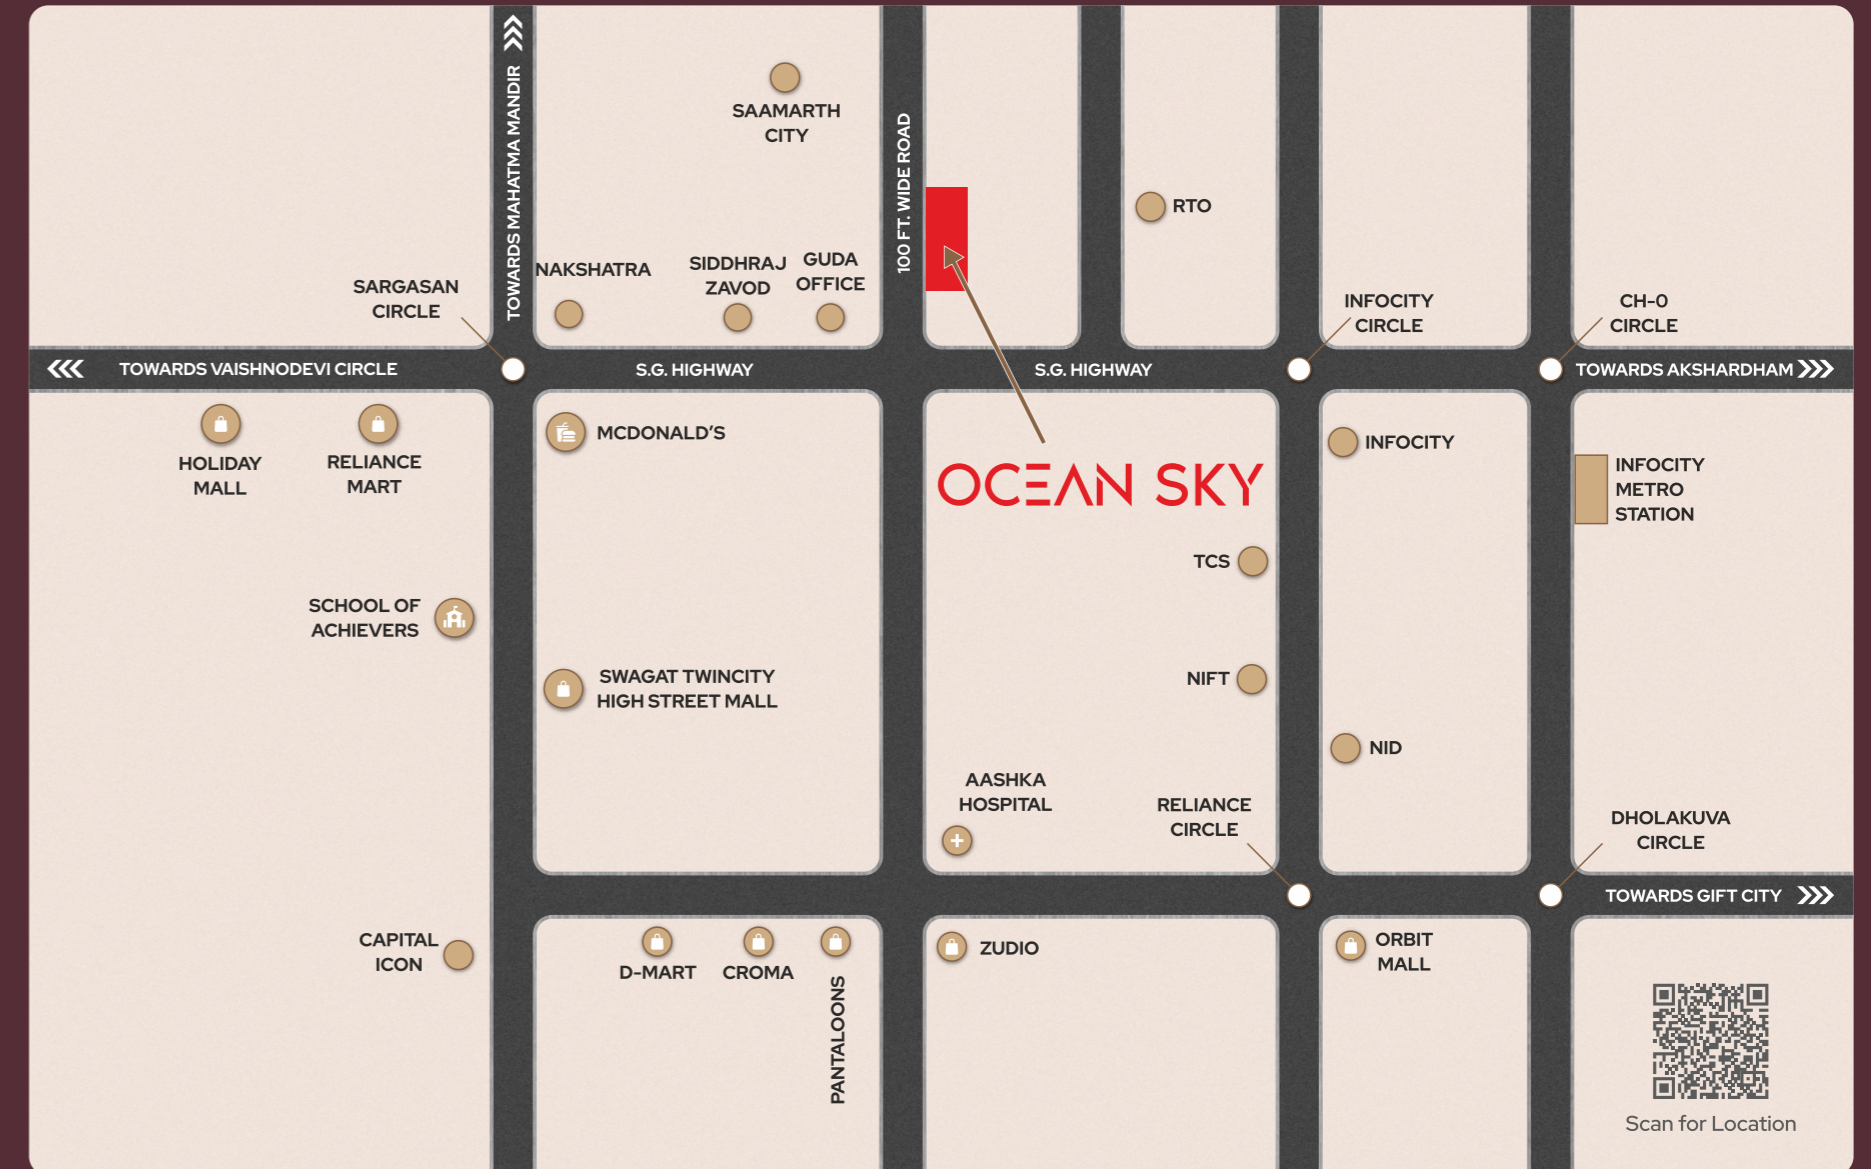 TOWARDS MAHATMA MANDIR
SAAMARTH
CITY
100 FT. WIDE ROAD
RTO
NAKSHATRA
SIDDHRAJ
ZAVOD
GUDA
OFFICE
SARGASAN
CIRCLE
INFOCITY
CIRCLE
CH-0
CIRCLE
TOWARDS VAISHNODEVI CIRCLE
S.G. HIGHWAY
S.G. HIGHWAY
TOWARDS AKSHARDHAM
HOLIDAY
MALL
RELIANCE
MART
MCDONALD'S
OCEAN SKY
INFOCITY
INFOCITY
METRO
STATION
TCS
SCHOOL OF
ACHIEVERS
SWAGAT TWINCITY
HIGH STREET MALL
NIFT
NID
AASHKA
HOSPITAL
RELIANCE
CIRCLE
DHOLAKUVA
CIRCLE
TOWARDS GIFT CITY
CAPITAL
ICON
D-MART
CROMA
PANTALOONS
ZUDIO
ORBIT
MALL
Scan for Location